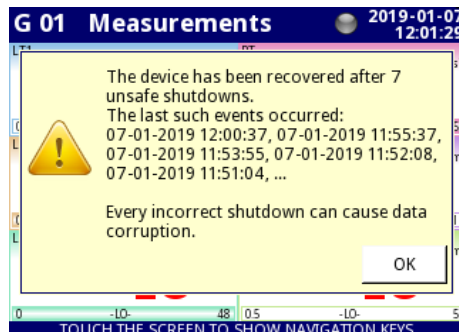 G 01 Measurements
2019-01-07
12:01:29
The device has been recovered after 7
unsafe shutdowns.
The last such events occurred:
07-01-2019 12:00:37, 07-01-2019 11:55:37,
07-01-2019 11:53:55, 07-01-2019 11:52:08,
07-01-2019 11:51:04, ...
Every incorrect shutdown can cause data
corruption.
OK
0 -LO- 48 0.5 -LO- 5
TOUCH THE SCREEN TO SHOW NAVIGATION KEYS